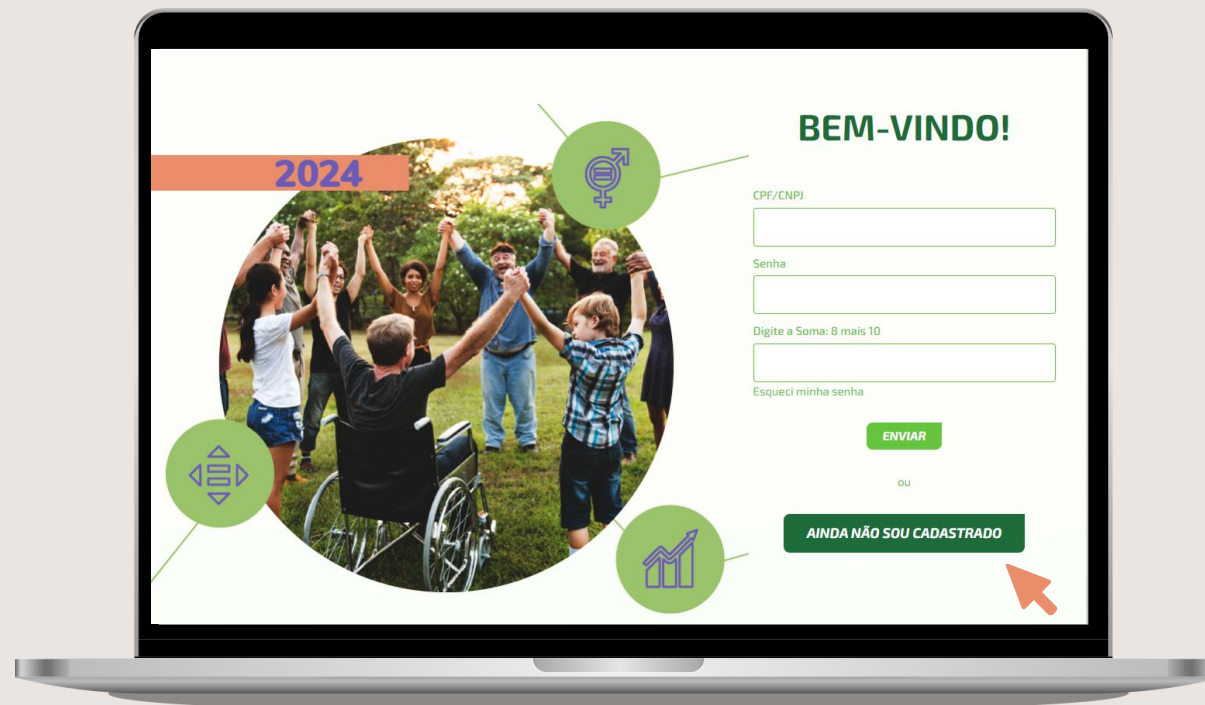 2024
BEM-VINDO!
CPF/CNPJ
Senha
Digite a Soma: 8 mais 10
Esqueci minha senha
ENVIAR
ou
AINDA NÃO SOU CADASTRADO